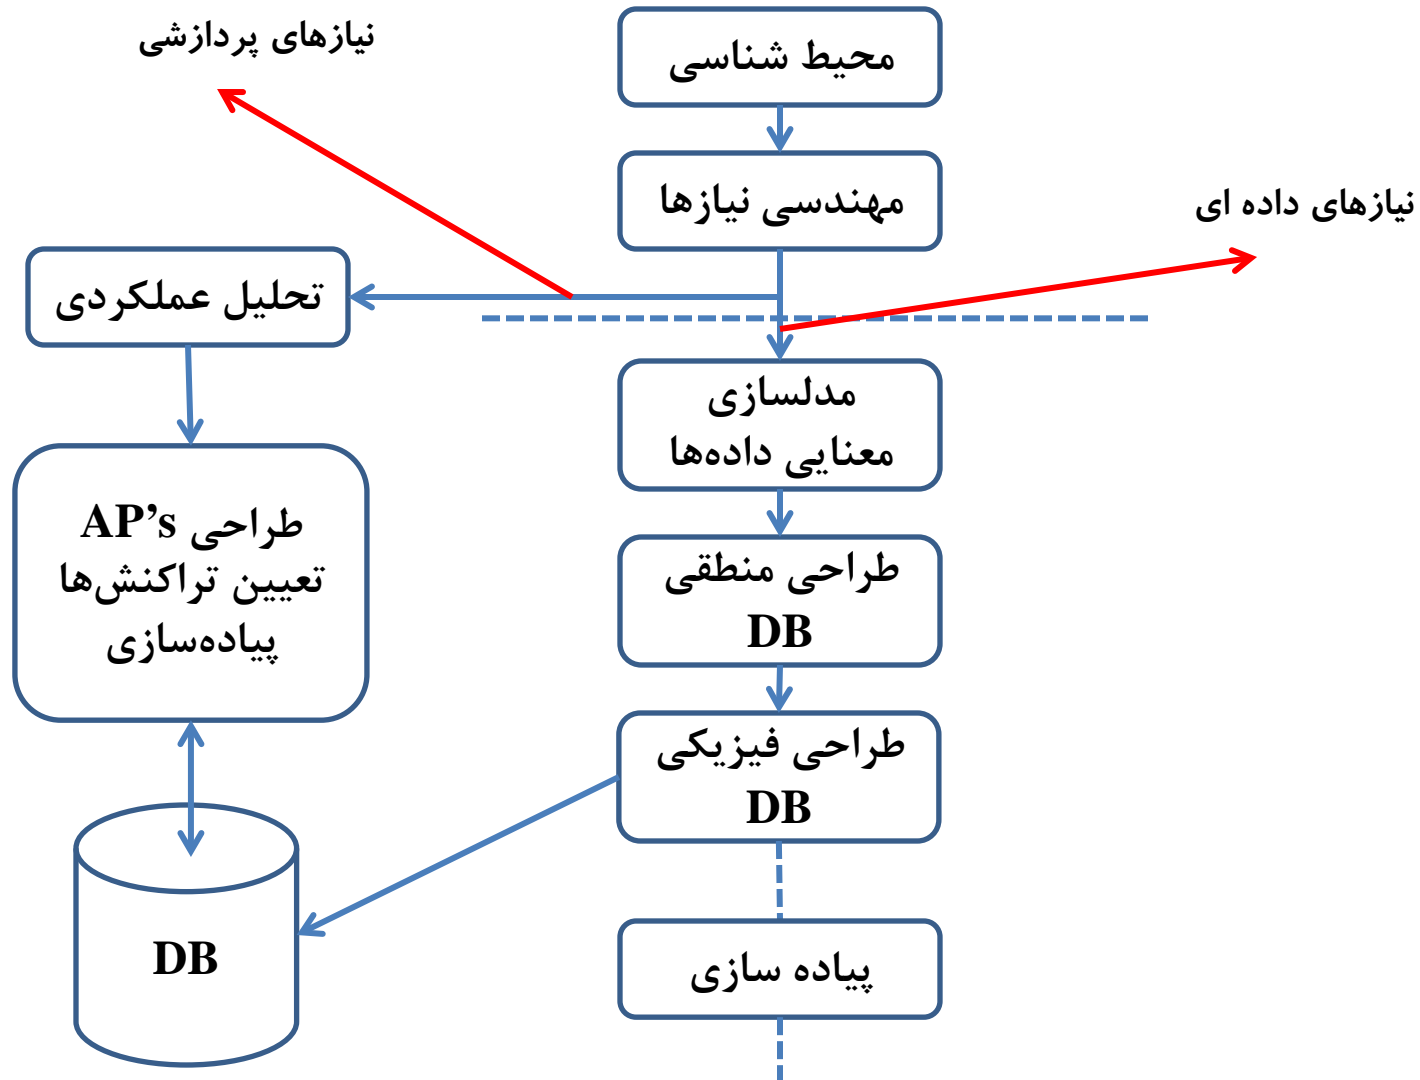 نیازهای پردازشی
محیط شناسی
مهندسی نیازها
نیازهای داده ای
تحلیل عملکردی
مدلسازی
معنایی داده‌ها
طراحی AP’s
تعیین تراکنش‌ها
پیاده‌سازی
طراحی منطقی
DB
طراحی فیزیکی
DB
DB
پیاده سازی